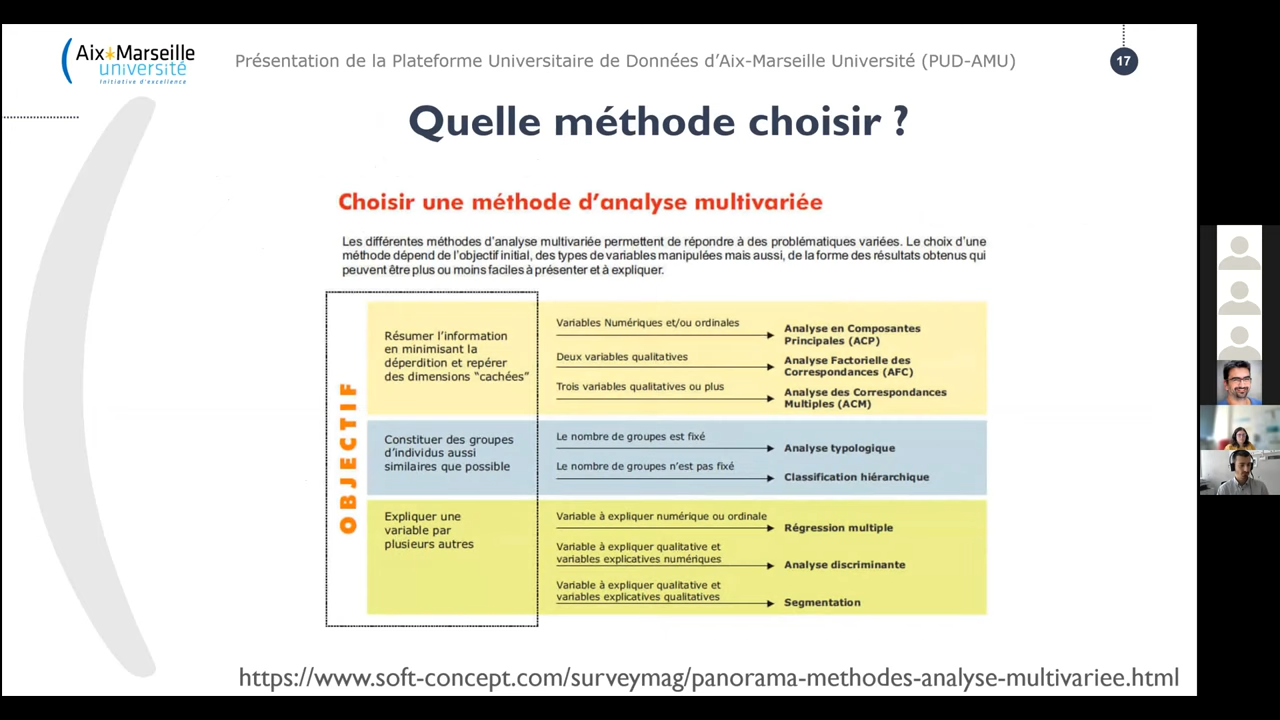 Aix*Marseille
université
Initiative d'excellence
Présentation de la Plateforme Universitaire de Données d'Aix-Marseille Université (PUD-AMU)
17
Quelle méthode choisir ?
Choisir une méthode d'analyse multivariée
Les différentes méthodes d'analyse multivariée permettent de répondre à des problématiques variées. Le choix d'une
méthode dépend de l'objectif initial, des types de variables manipulées mais aussi, de la forme des résultats obtenus qui
peuvent être plus ou moins faciles à présenter et à expliquer.
OBJECTIF
Résumer l'information
en minimisant la
déperdition et repérer
des dimensions "cachées"
Variables Numériques et/ou ordinales
Analyse en Composantes
Principales (ACP)
Deux variables qualitatives
Analyse Factorielle des
Correspondances (AFC)
Trois variables qualitatives ou plus
Analyse des Correspondances
Multiples (ACM)
Constituer des groupes
d'individus aussi
similaires que possible
Le nombre de groupes est fixé
Analyse typologique
Le nombre de groupes n'est pas fixé
Classification hiérarchique
Expliquer une
variable par
plusieurs autres
Variable à expliquer numérique ou ordinale
Régression multiple
Variable à expliquer qualitative et
variables explicatives numériques
Analyse discriminante
Variable à expliquer qualitative et
variables explicatives qualitatives
Segmentation
https://www.soft-concept.com/surveymag/panorama-methodes-analyse-multivariee.html